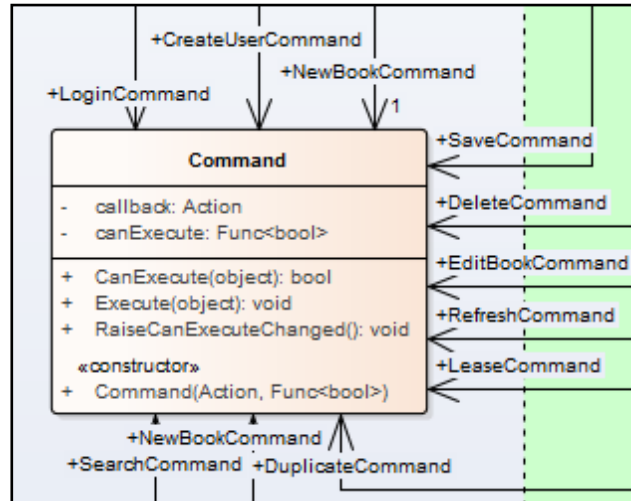 +CreateUserCommand
+NewBookCommand
+LoginCommand
1
+SaveCommand
Command
- callback: Action
- canExecute: Func<bool>
+DeleteCommand
+ CanExecute(object): bool
+ Execute(object): void
+ RaiseCanExecuteChanged(): void
+EditBookCommand
+RefreshCommand
«constructor»
+ Command(Action, Func<bool>)
+LeaseCommand
+NewBookCommand
+SearchCommand
+DuplicateCommand